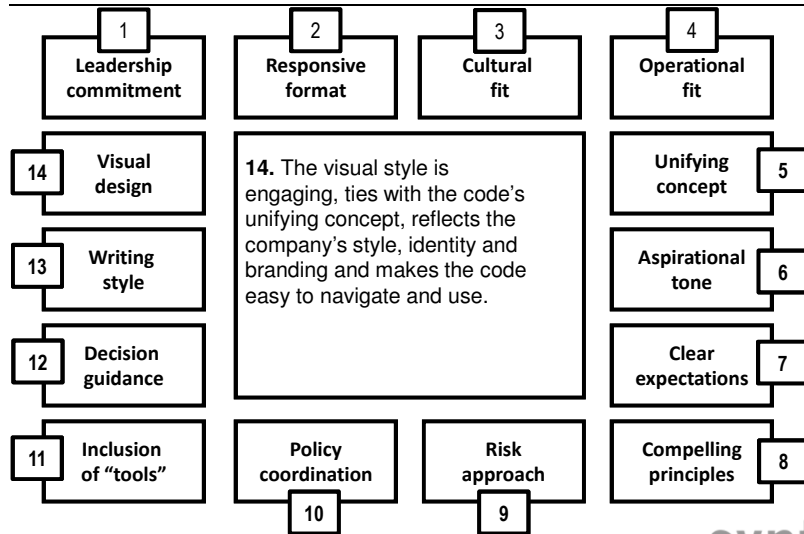 1
Leadership
commitment
2
Responsive
format
3
Cultural
fit
4
Operational
fit
14
Visual
design
14. The visual style is
engaging, ties with the code’s
unifying concept, reflects the
company’s style, identity and
branding and makes the code
easy to navigate and use.
Unifying
concept
5
13
Writing
style
Aspirational
tone
6
12
Decision
guidance
Clear
expectations
7
11
Inclusion
of “tools”
Policy
coordination
10
Risk
approach
9
Compelling
principles
8